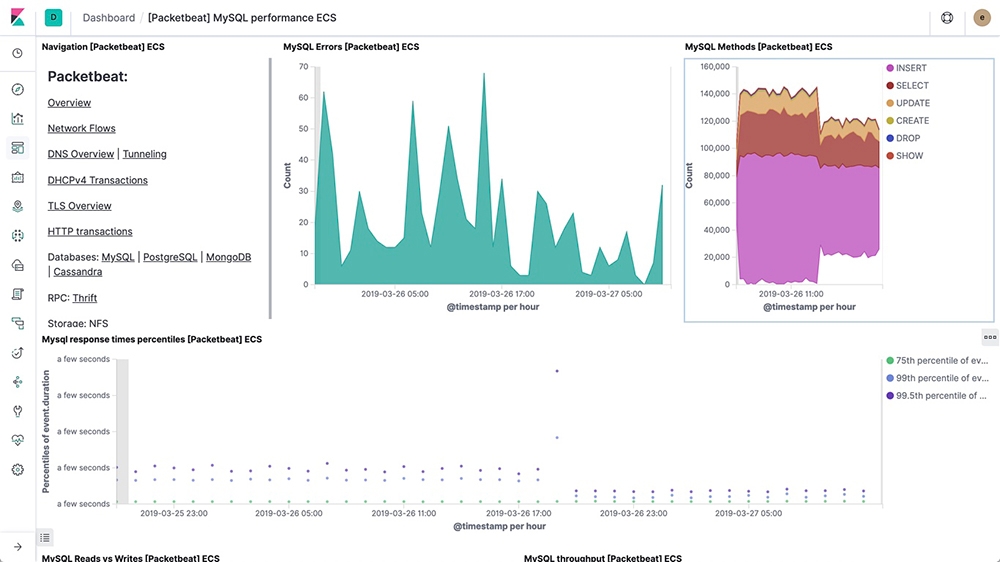 D
Dashboard / [Packetbeat] MySQL performance ECS
e
Navigation [Packetbeat] ECS
Packetbeat:
Overview
Network Flows
DNS Overview | Tunneling
DHCPv4 Transactions
TLS Overview
HTTP transactions
Databases: MySQL | PostgreSQL | MongoDB
| Cassandra
RPC: Thrift
Storage: NFS
MySQL Errors [Packetbeat] ECS
Count
70
60
50
40
30
20
10
0
2019-03-26 05:00
2019-03-26 17:00
2019-03-27 05:00
@timestamp per hour
MySQL Methods [Packetbeat] ECS
Count
160,000
140,000
120,000
100,000
80,000
60,000
40,000
20,000
0
2019-03-26 11:00
@timestamp per hour
INSERT
SELECT
UPDATE
CREATE
DROP
SHOW
Mysql response times percentiles [Packetbeat] ECS
Percentiles of event.duration
a few seconds
a few seconds
a few seconds
a few seconds
a few seconds
2019-03-25 23:00
2019-03-26 05:00
2019-03-26 11:00
2019-03-26 17:00
2019-03-26 23:00
2019-03-27 05:00
@timestamp per hour
75th percentile of ev...
99th percentile of ev...
99.5th percentile of ...
MySQL Reads vs Writes [Packetbeat] ECS
MySQL throughput [Packetbeat] ECS